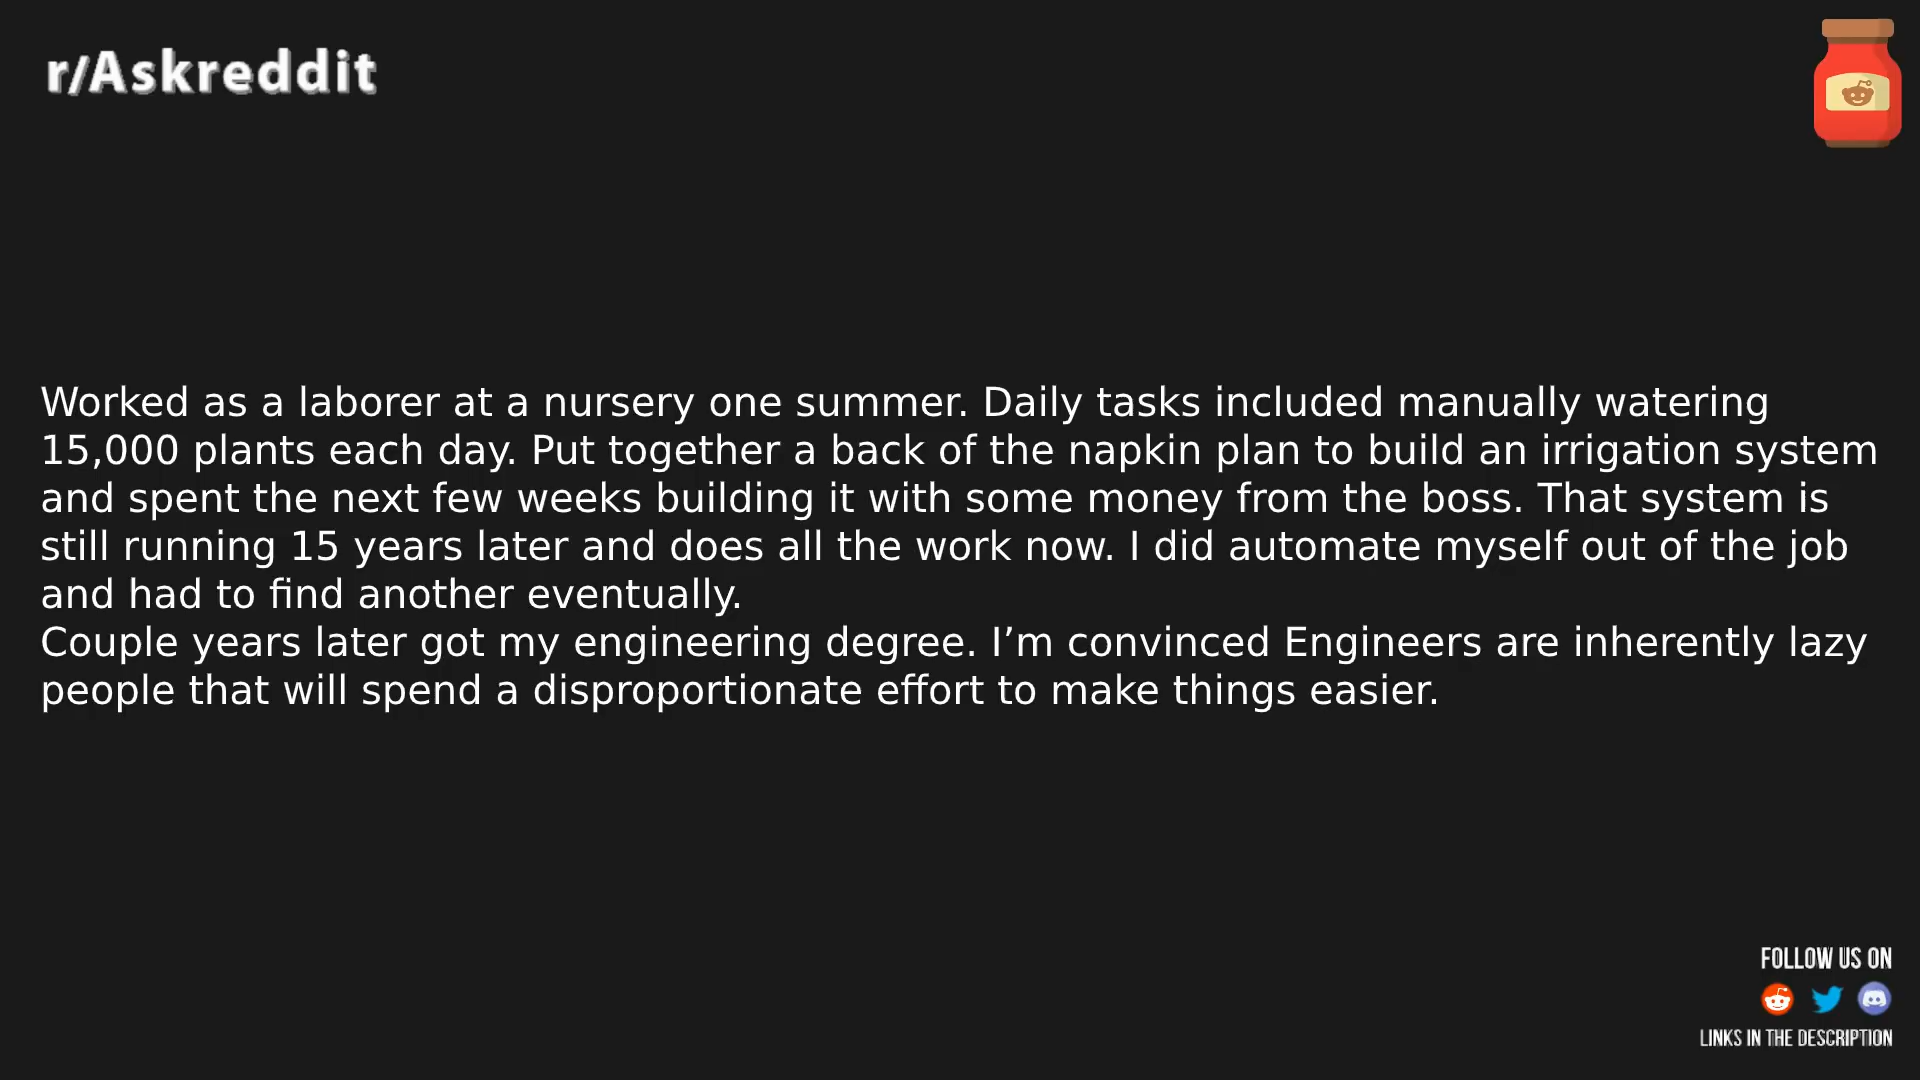 r/Askreddit
Worked as a laborer at a nursery one summer. Daily tasks included manually watering
15,000 plants each day. Put together a back of the napkin plan to build an irrigation system
and spent the next few weeks building it with some money from the boss. That system is
still running 15 years later and does all the work now. I did automate myself out of the job
and had to find another eventually.
Couple years later got my engineering degree. I’m convinced Engineers are inherently lazy
people that will spend a disproportionate effort to make things easier.
FOLLOW US ON
LINKS IN THE DESCRIPTION